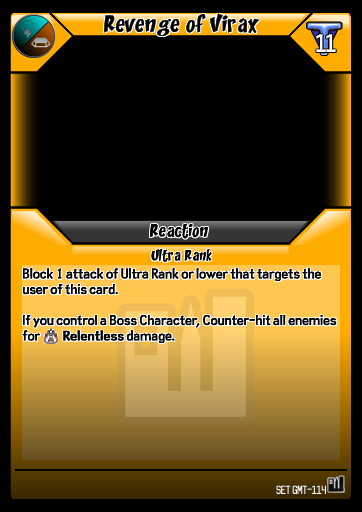 Revenge of Virax
11
Reaction
Ultra Rank
Block 1 attack of Ultra Rank or lower that targets the
user of this card.
If you control a Boss Character, Counter-hit all enemies
for Relentless damage.
SET GMT-114